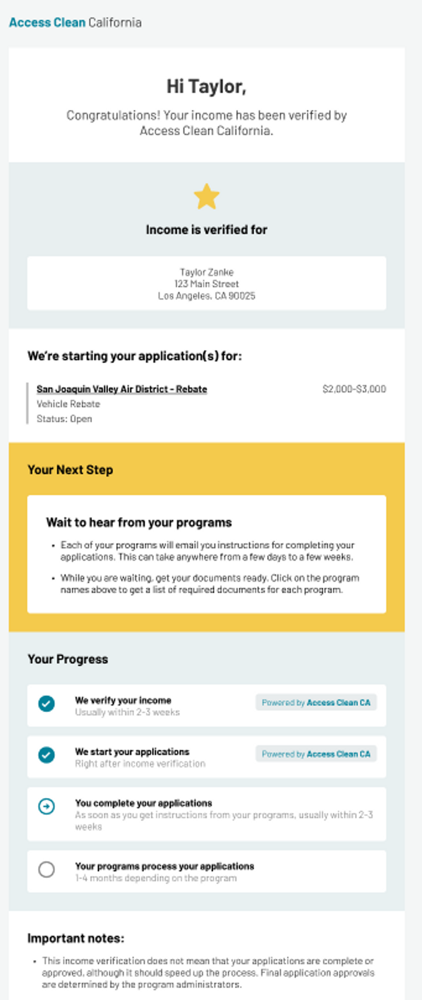 Access Clean California
Hi Taylor,
Congratulations! Your income has been verified by
Access Clean California.
Income is verified for
Taylor Zanke
123 Main Street
Los Angeles, CA 90025
We're starting your application(s) for:
San Joaquin Valley Air District - Rebate $2,000-$3,000
Vehicle Rebate
Status: Open
Your Next Step
Wait to hear from your programs
• Each of your programs will email you instructions for completing your
applications. This can take anywhere from a few days to a few weeks.
• While you are waiting, get your documents ready. Click on the program
names above to get a list of required documents for each program.
Your Progress
We verify your income Powered by Access Clean CA
Usually within 2-3 weeks
We start your applications Powered by Access Clean CA
Right after income verification
You complete your applications
As soon as you get instructions from your programs, usually within 2-3
weeks
Your programs process your applications
1-4 months depending on the program
Important notes:
• This income verification does not mean that your applications are complete or
approved, although it should speed up the process. Final application approvals
are determined by the program administrators.